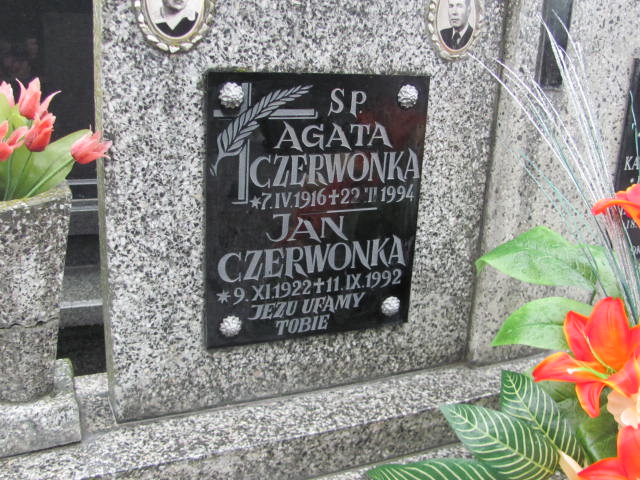 SP
AGATA
CZERWONKA
*7.IV.1916+22.II.1994
JAN
CZERWONKA
*9.XI.1922+11.IX.1992
JEZU UFAMY
TOBIE